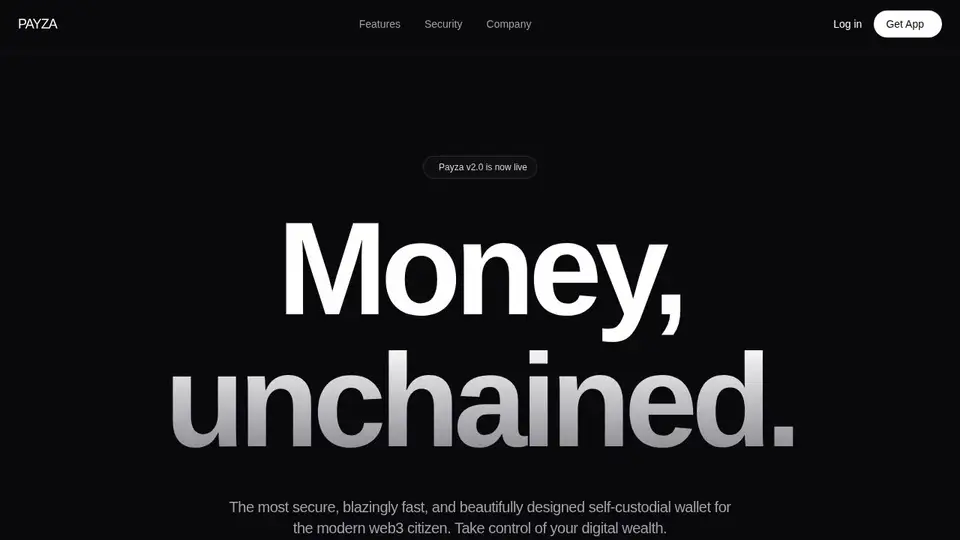 PAYZA
Features
Security
Company
Log in
Get App
Payza v2.0 is now live
Money,
unchained.
The most secure, blazingly fast, and beautifully designed self-custodial wallet for
the modern web3 citizen. Take control of your digital wealth.